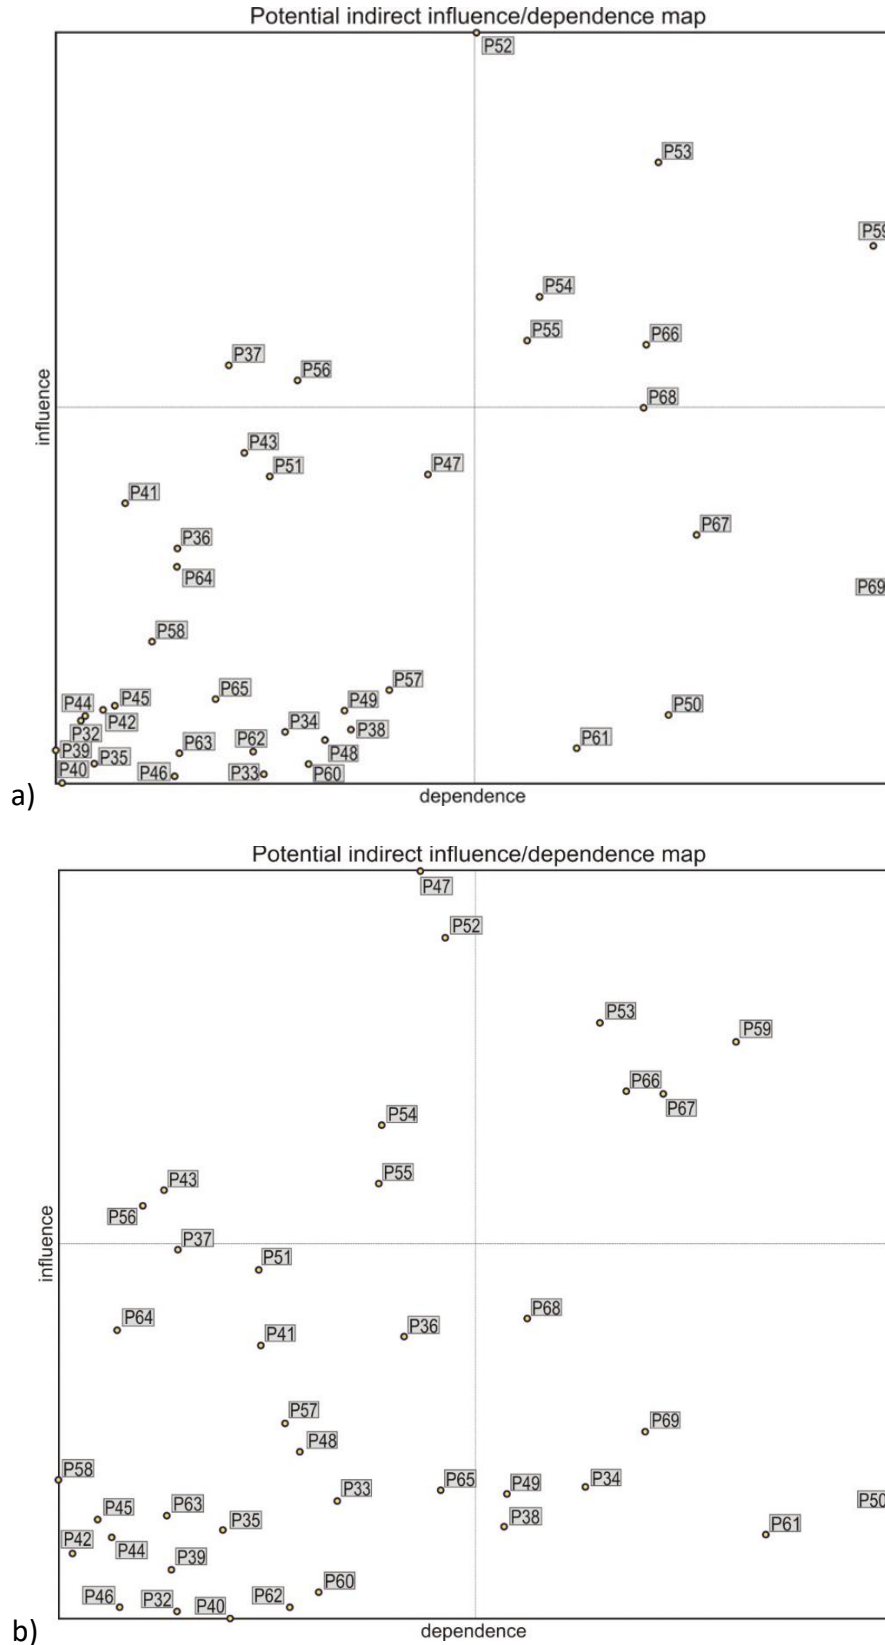 Potential indirect influence/dependence map
P52
P53
P59
P54
P55
P66
P37
P56
P68
influence
P43
P51
P47
P41
P67
P36
P64
P69
P58
P65
P57
P45
P44
P42
P49
P50
P34
P38
P32
P61
P39
P63
P62
P48
P35
P40
P46
P33
P60
a)
dependence
Potential indirect influence/dependence map
P47
P52
P53
P59
P66
P67
P54
P55
P43
P56
P37
influence
P51
P68
P64
P36
P41
P57
P69
P48
P58
P65
P34
P49
P33
P50
P45
P63
P38
P35
P61
P42
P44
P39
P60
P46
P32
P40
P62
b)
dependence